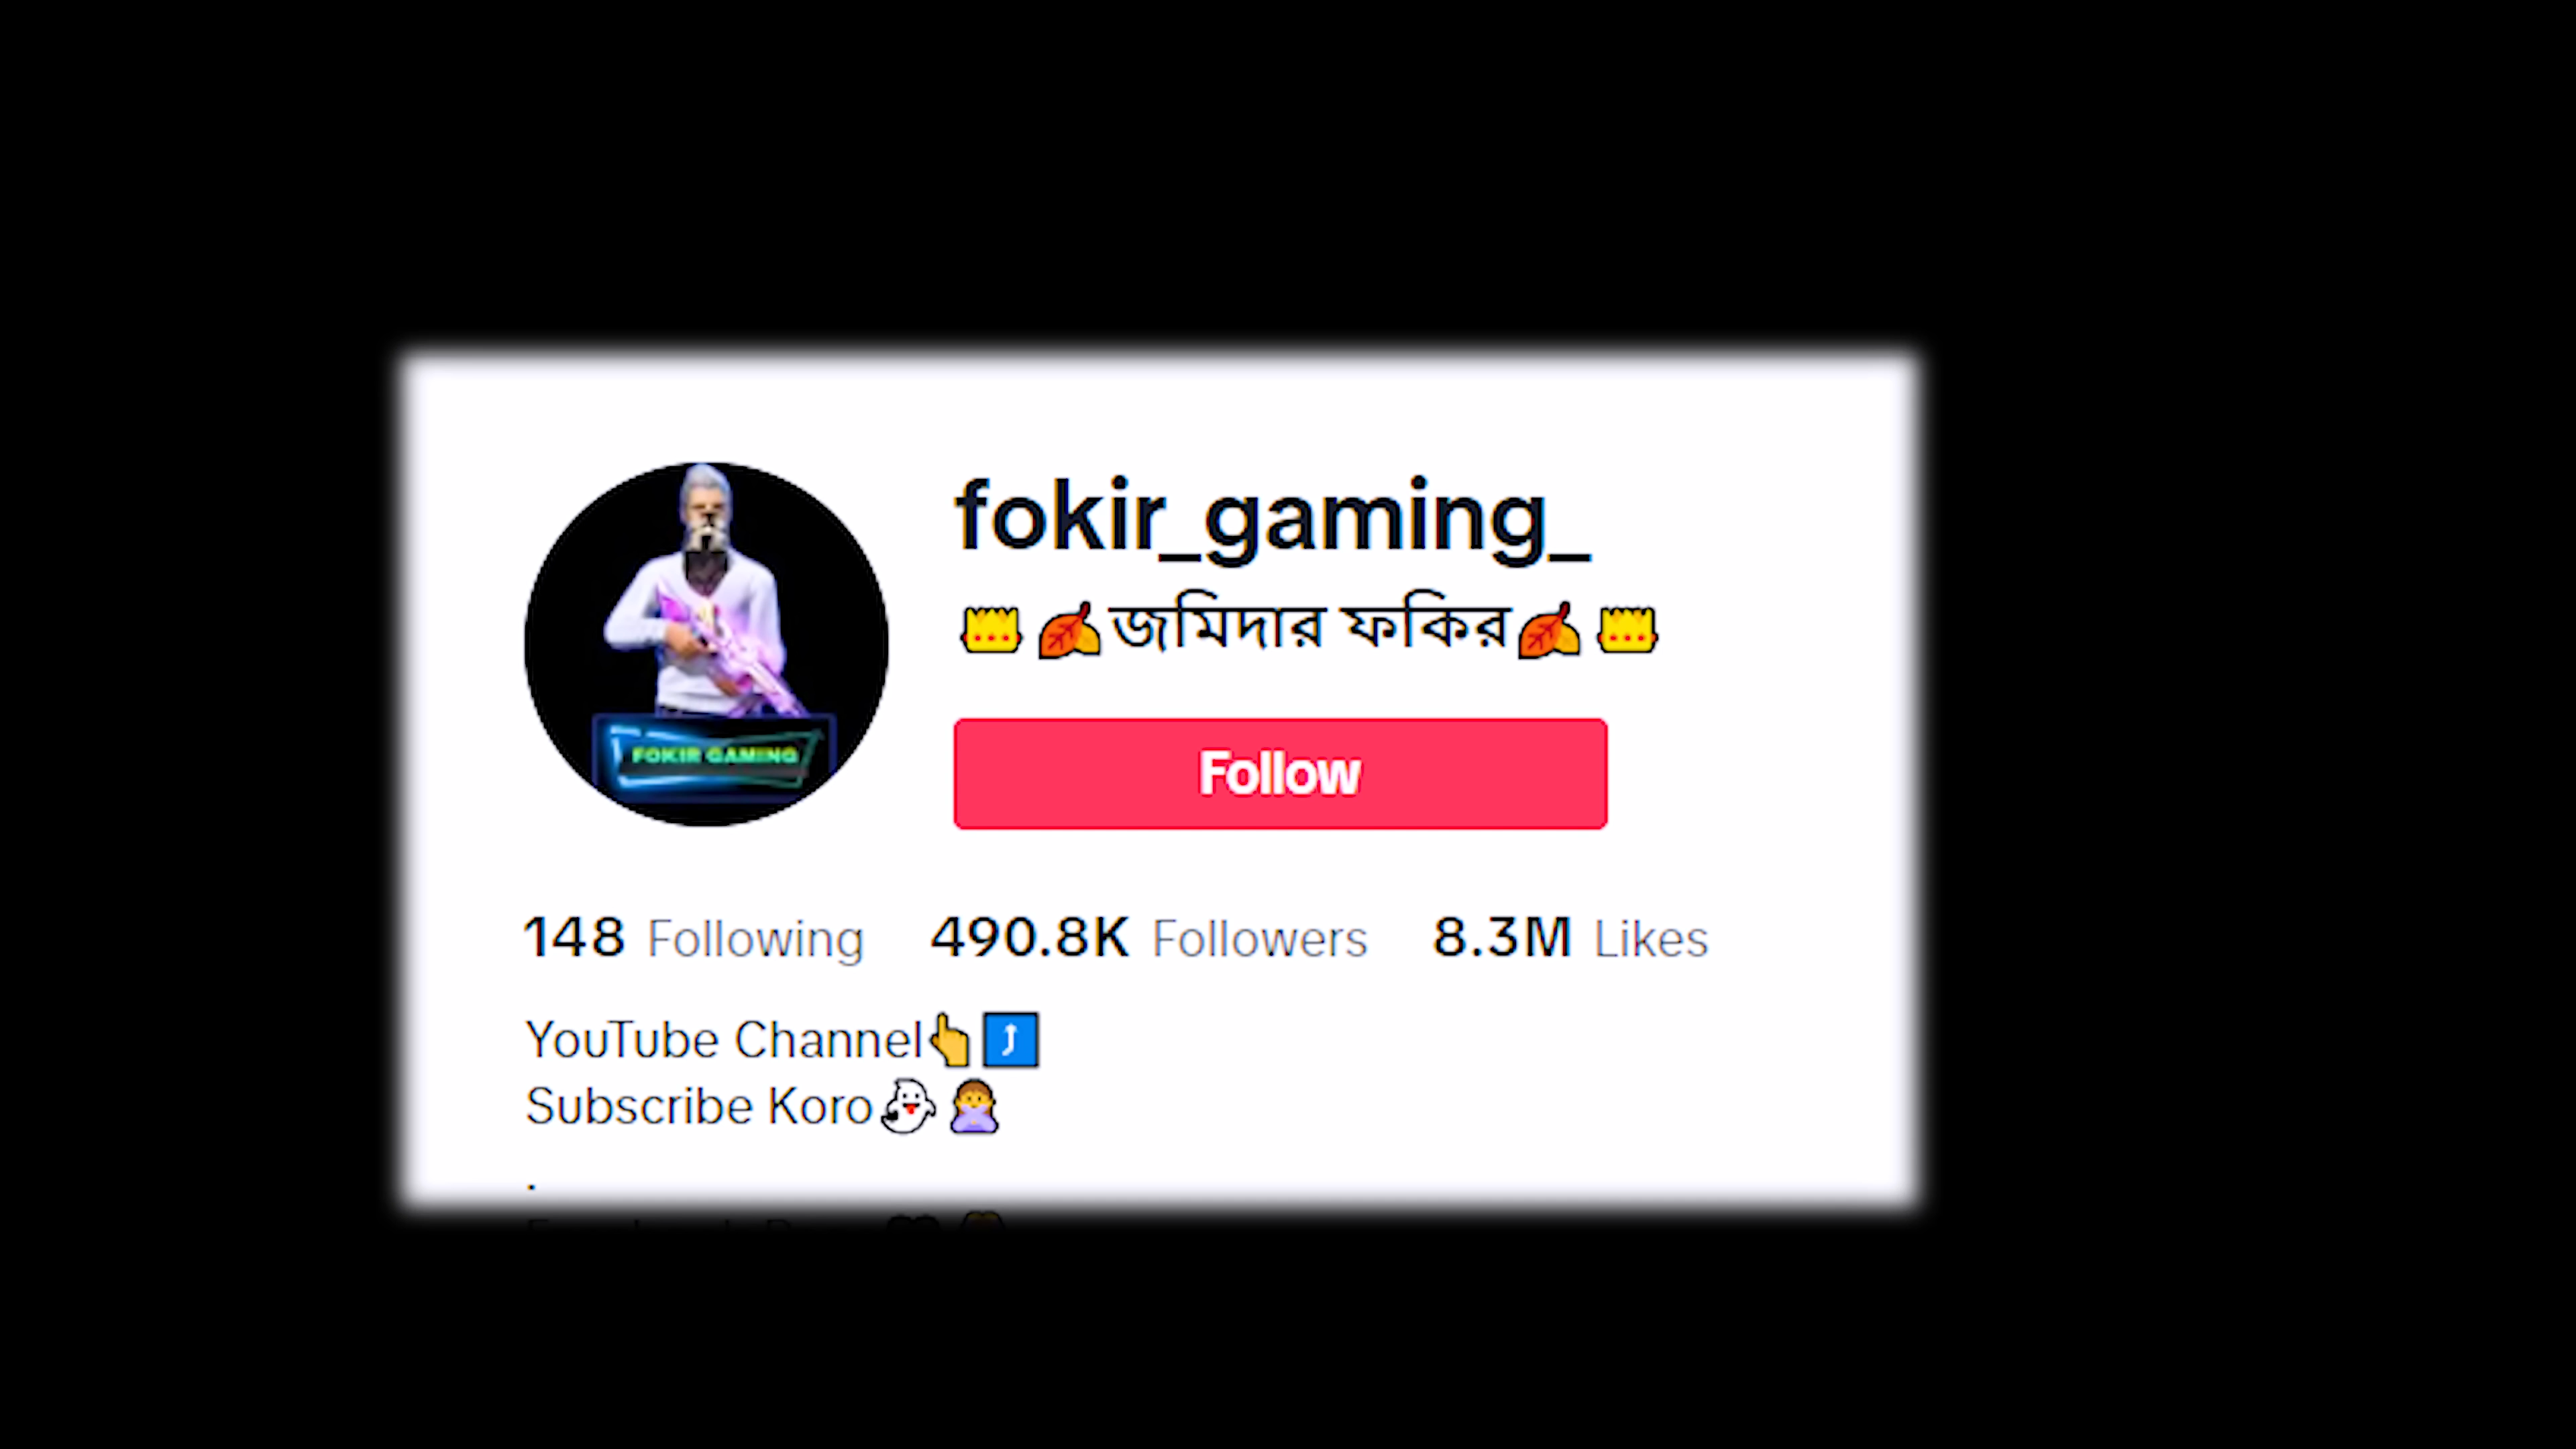 fokir_gaming_
👑🍂জমিদার ফকির🍂👑
FOKIR GAMING
Follow
148 Following 490.8K Followers 8.3M Likes
YouTube Channel👆⤴️
Subscribe Koro👻🙅
.